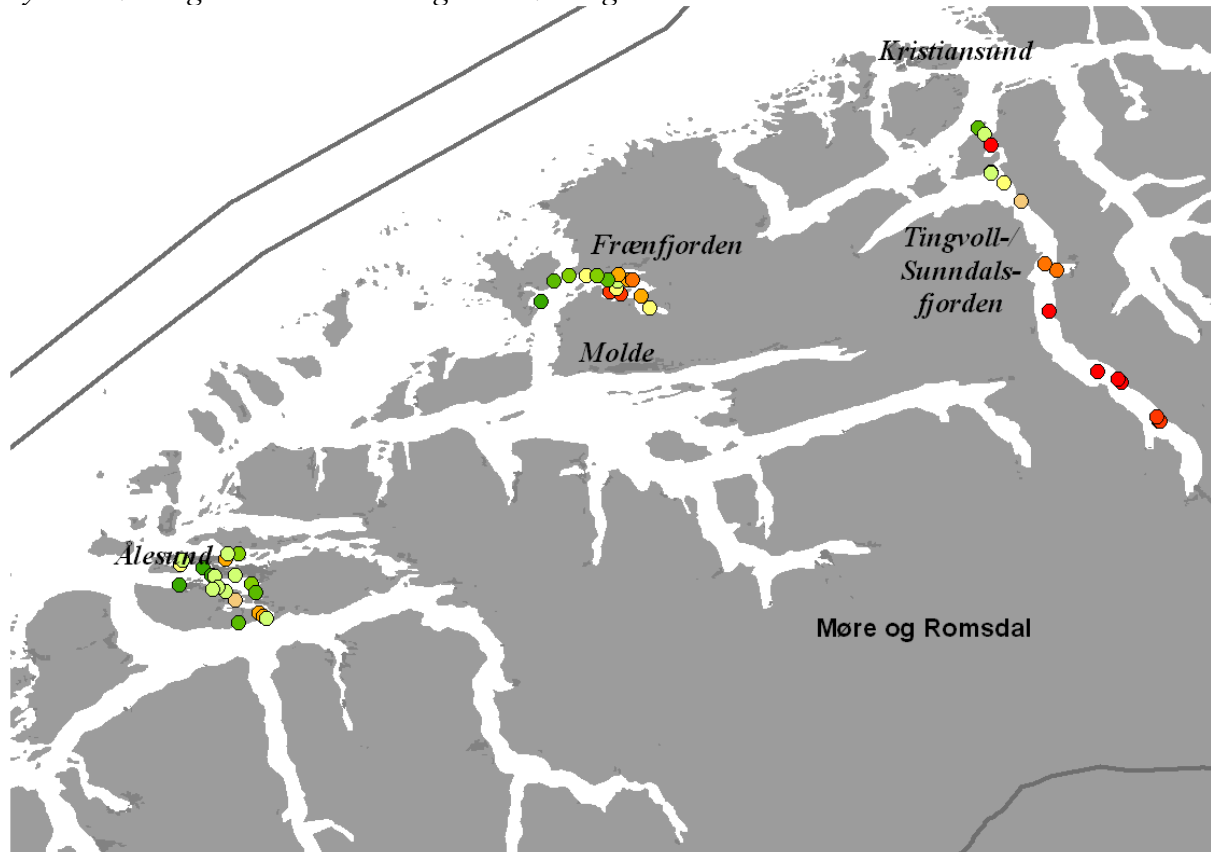 Kristiansund
Frænfjorden
Tingvoll-/
Sunndals-
fjorden
Molde
Ålesund
Møre og Romsdal